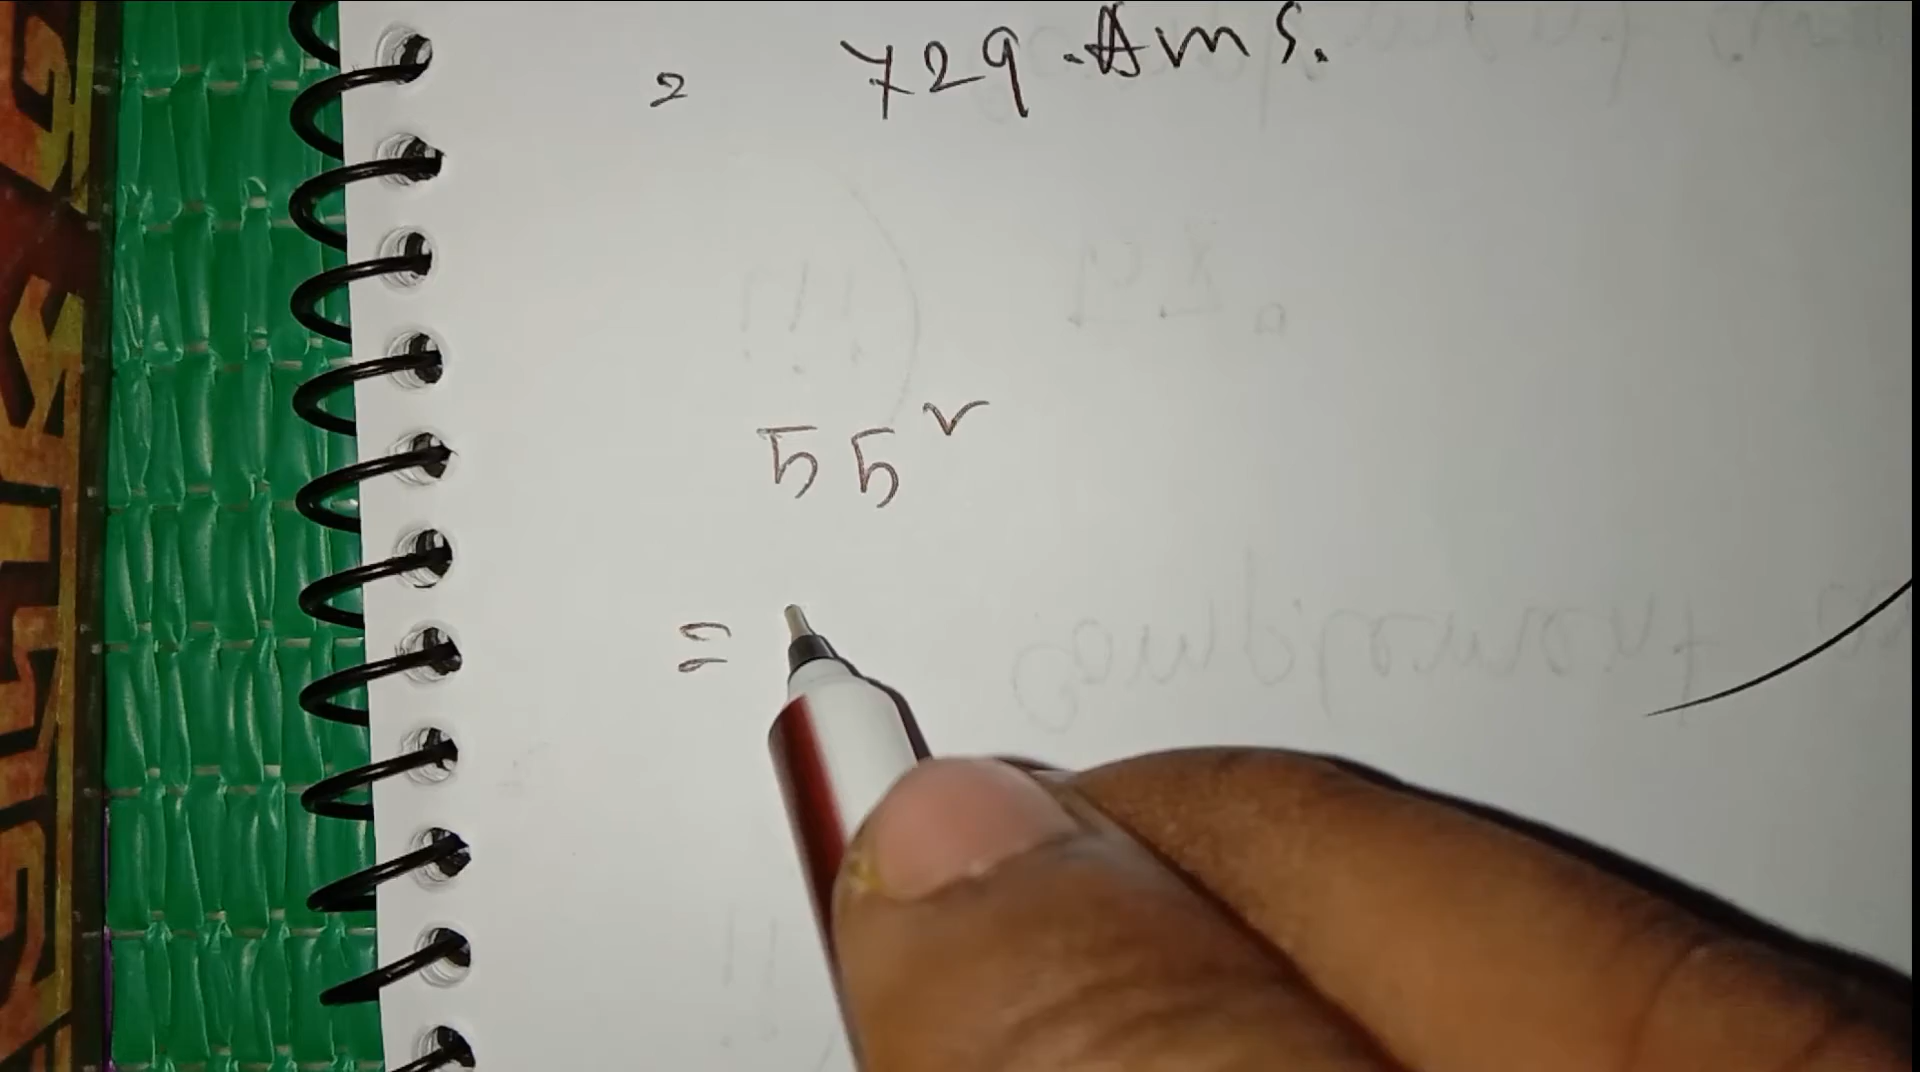 = 729 Ans.
55²
=